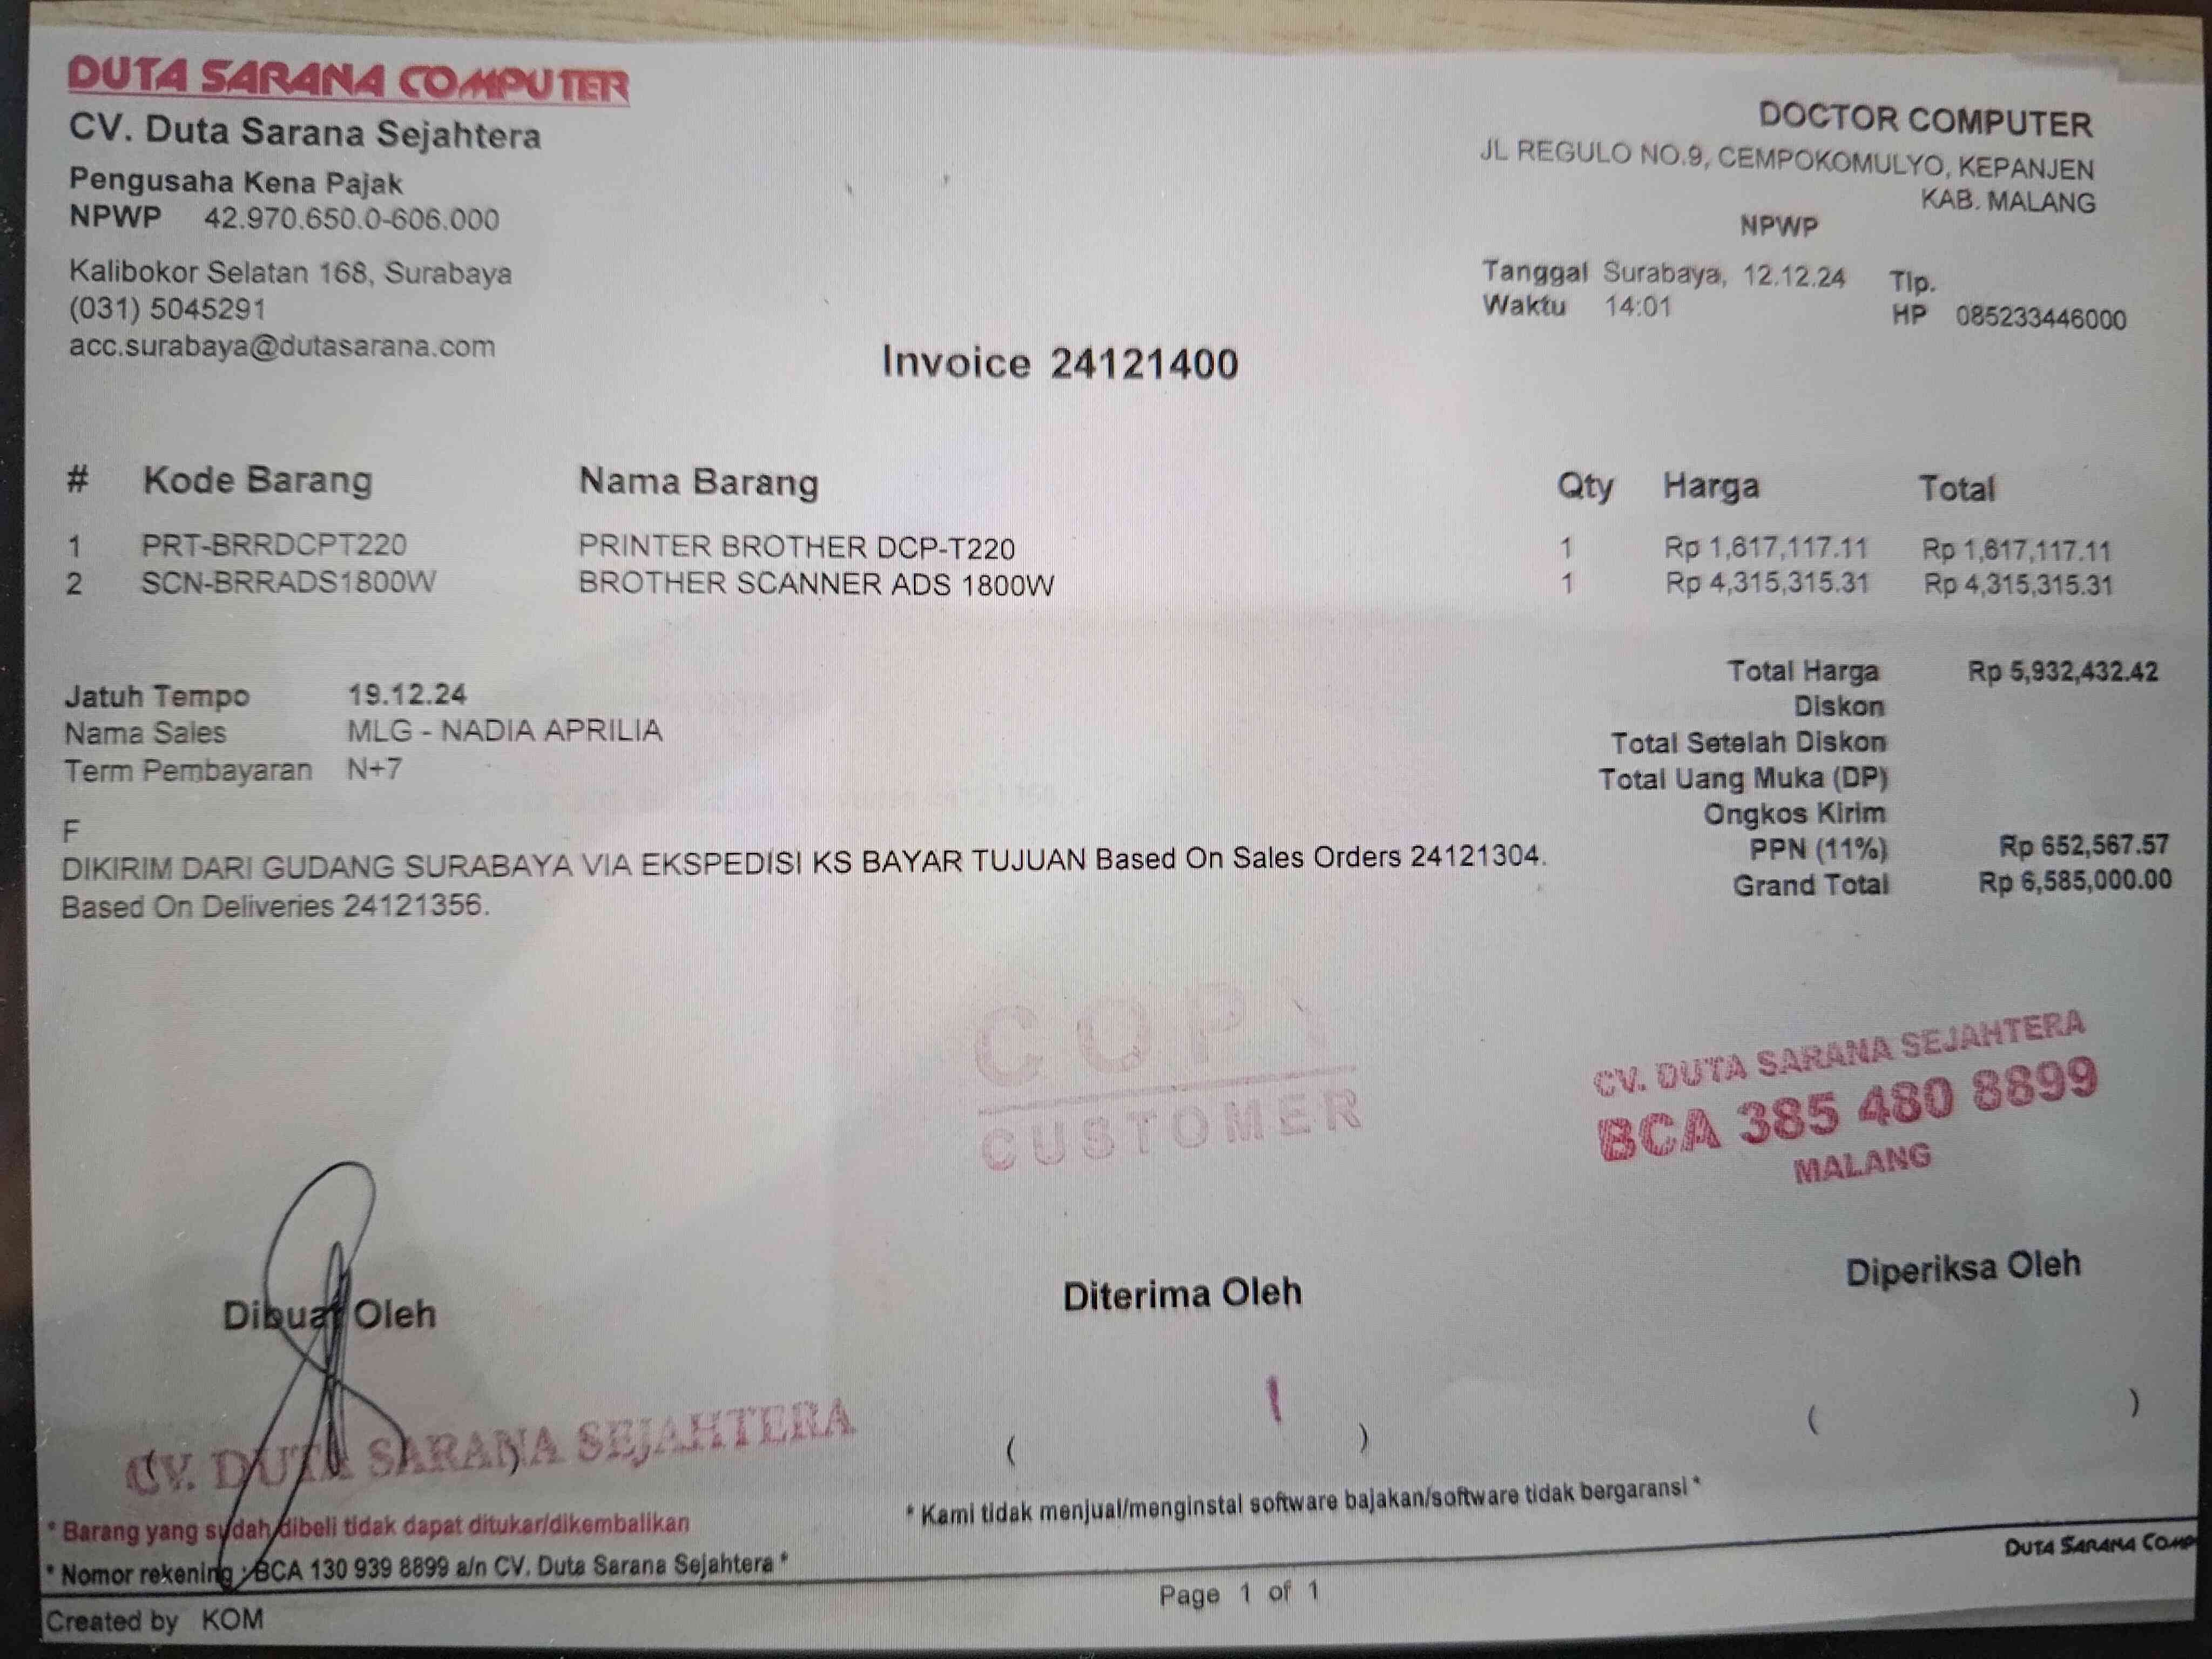 DUTA SARANA COMPUTER
CV. Duta Sarana Sejahtera
Pengusaha Kena Pajak
NPWP 42.970.650.0-606.000
Kalibokor Selatan 168, Surabaya
(031) 5045291
acc.surabaya@dutasarana.com
DOCTOR COMPUTER
JL REGULO NO.9, CEMPOKOMULYO, KEPANJEN
KAB. MALANG
NPWP
Tanggal Surabaya, 12.12.24 Tlp.
Waktu 14:01 HP 085233446000
Invoice 24121400
# Kode Barang Nama Barang Qty Harga Total
1 PRT-BRRDCPT220 PRINTER BROTHER DCP-T220 1 Rp 1,617,117.11 Rp 1,617,117.11
2 SCN-BRRADS1800W BROTHER SCANNER ADS 1800W 1 Rp 4,315,315.31 Rp 4,315,315.31
Jatuh Tempo 19.12.24
Nama Sales MLG - NADIA APRILIA
Term Pembayaran N+7
F
DIKIRIM DARI GUDANG SURABAYA VIA EKSPEDISI KS BAYAR TUJUAN Based On Sales Orders 24121304.
Based On Deliveries 24121356.
Total Harga Rp 5,932,432.42
Diskon
Total Setelah Diskon
Total Uang Muka (DP)
Ongkos Kirim
PPN (11%) Rp 652,567.57
Grand Total Rp 6,585,000.00
COPY
CUSTOMER
CV. DUTA SARANA SEJAHTERA
BCA 385 480 8899
MALANG
Dibuat Oleh Diterima Oleh Diperiksa Oleh
CV. DUTA SARANA SEJAHTERA
( ) ( )
* Barang yang sudah dibeli tidak dapat ditukar/dikembalikan
* Kami tidak menjual/menginstal software bajakan/software tidak bergaransi *
* Nomor rekening : BCA 130 939 8899 a/n CV. Duta Sarana Sejahtera *
DUTA SARANA COMP
Created by KOM
Page 1 of 1